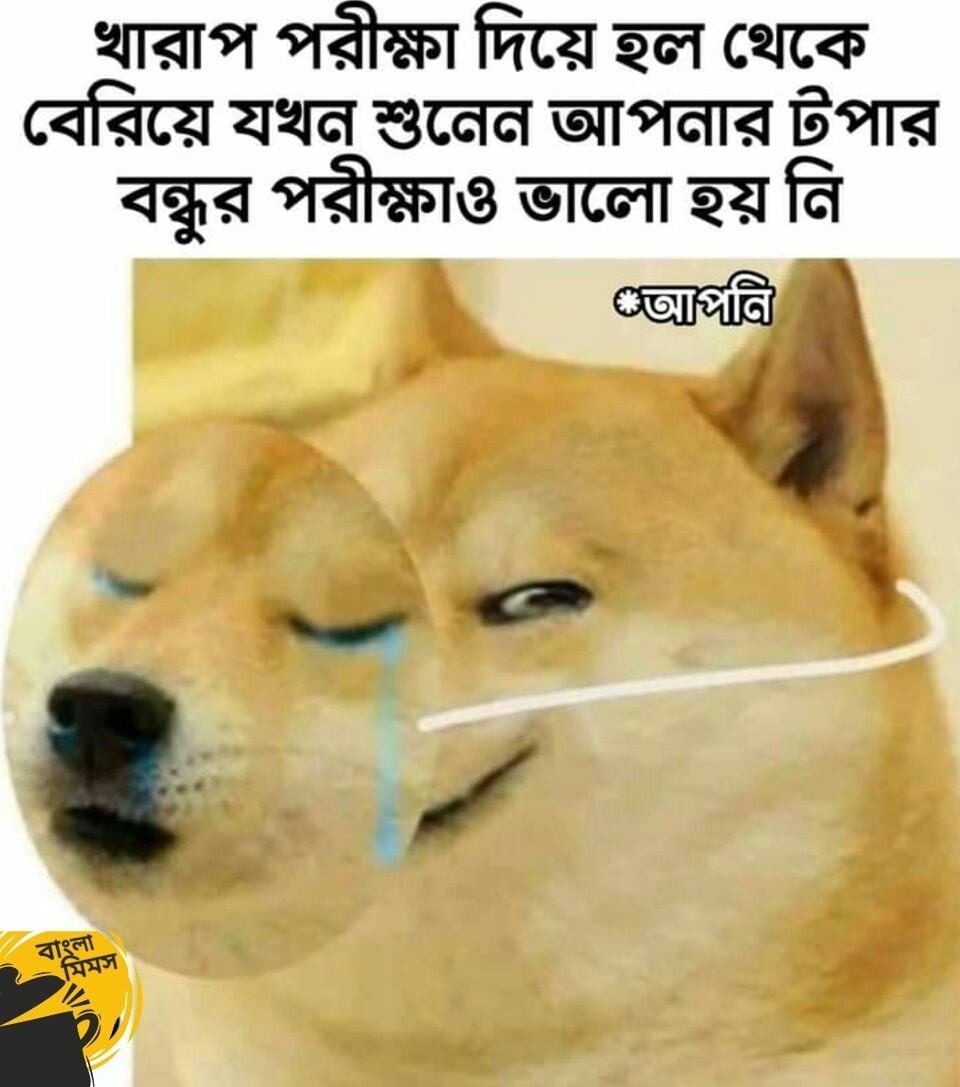 খারাপ পরীক্ষা দিয়ে হল থেকে
বেরিয়ে যখন শুনেন আপনার টপার
বন্ধুর পরীক্ষাও ভালো হয় নি
*আপনি
বাংলা
মিমস